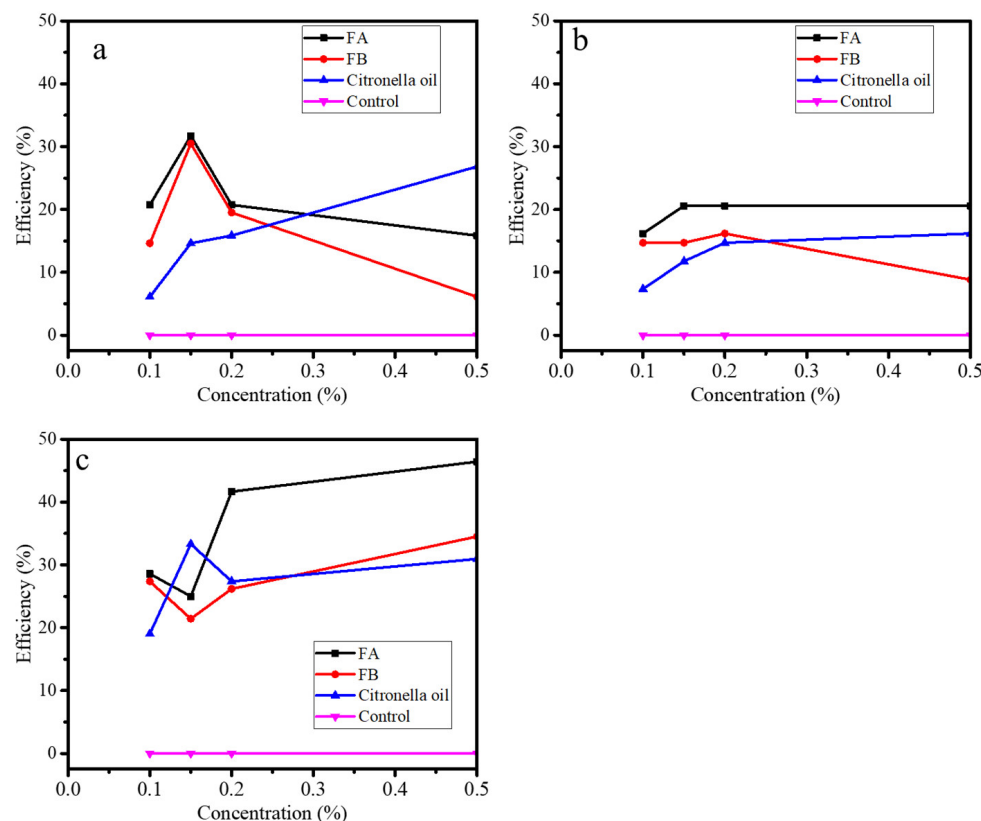 a
FA
FB
Citronella oil
Control
50
40
30
20
10
0
Efficiency (%)
0.0 0.1 0.2 0.3 0.4 0.5
Concentration (%)
b
FA
FB
Citronella oil
Control
50
40
30
20
10
0
Efficiency (%)
0.0 0.1 0.2 0.3 0.4 0.5
Concentration (%)
c
50
40
30
20
10
0
Efficiency (%)
FA
FB
Citronella oil
Control
0.0 0.1 0.2 0.3 0.4 0.5
Concentration (%)